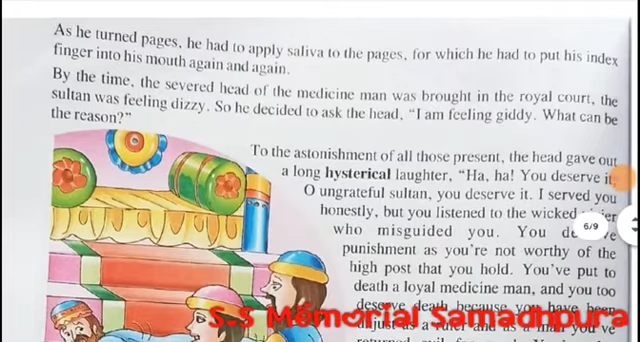 As he turned pages, he had to apply saliva to the pages, for which he had to put his index
finger into his mouth again and again.
By the time, the severed head of the medicine man was brought in the royal court, the
sultan was feeling dizzy. So he decided to ask the head, "I am feeling giddy. What can be
the reason?"
To the astonishment of all those present, the head gave out
a long hysterical laughter, "Ha, ha! You deserve it,
O ungrateful sultan, you deserve it. I served you
honestly, but you listened to the wicked
who misguided you. You
punishment as you're not worthy of the
high post that you hold. You've put to
death a loyal medicine man, and you too
deserve death because you have been
a ruler and as a man you've
6/9
S.S Memorial Samadhpura